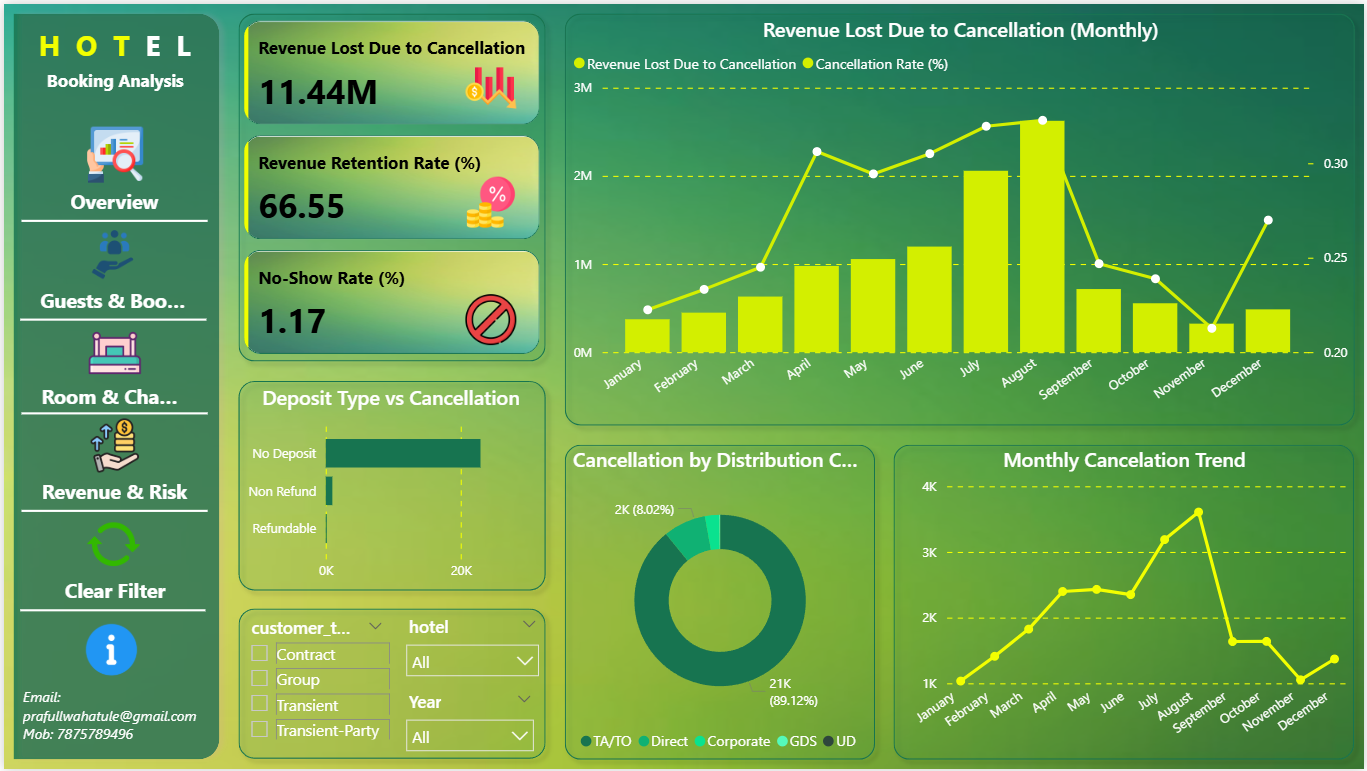 H O T E L
Booking Analysis
Overview
Guests & Boo...
Room & Cha...
Revenue & Risk
Clear Filter
Email:
prafullwahatule@gmail.com
Mob: 7875789496
Revenue Lost Due to Cancellation
11.44M
Revenue Retention Rate (%)
%
66.55
No-Show Rate (%)
1.17
Deposit Type vs Cancellation
No Deposit
Non Refund
Refundable
0K 20K
customer_t...
Contract
Group
Transient
Transient-Party
hotel
All
Year
All
Revenue Lost Due to Cancellation (Monthly)
Revenue Lost Due to Cancellation Cancellation Rate (%)
3M
2M
1M
0M
0.30
0.25
0.20
January February March April May June July August September October November December
Cancellation by Distribution C...
2K (8.02%)
21K
(89.12%)
TA/TO Direct Corporate GDS UD
Monthly Cancelation Trend
4K
3K
2K
1K
January February March April May June July August September October November December